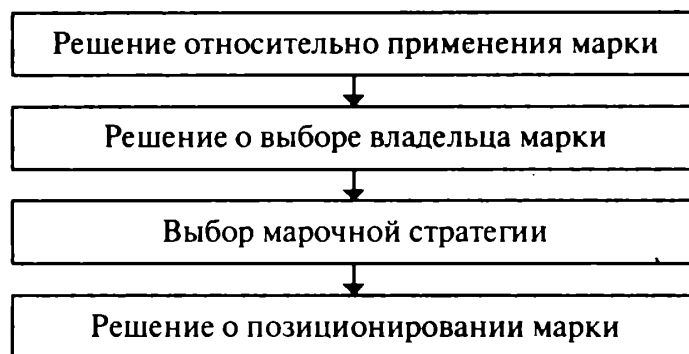 Решение относительно применения марки
Решение о выборе владельца марки
Выбор марочной стратегии
Решение о позиционировании марки